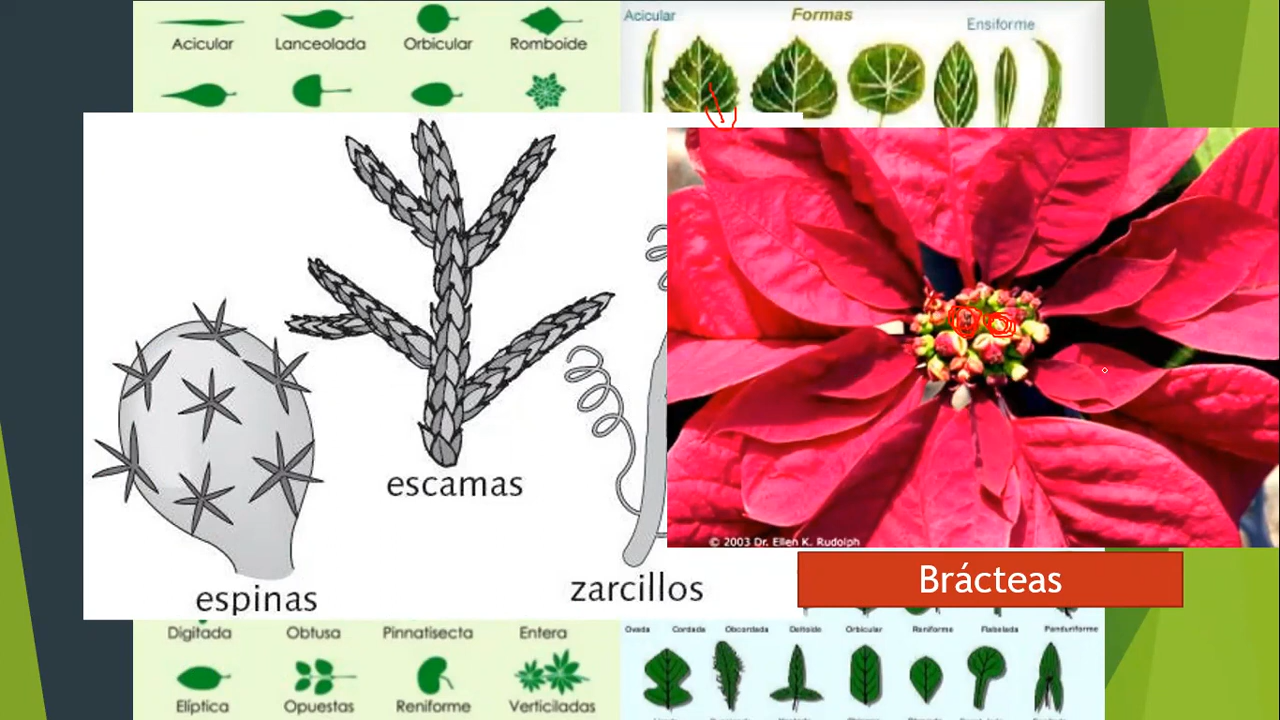 Acicular Lanceolada Orbicular Romboide
Acicular Formas Ensiforme
escamas
espinas
zarcillos
© 2003 Dr. Ellen K. Rudolph
Brácteas
Digitada Obtusa Pinnatisecta Entera
Ovada Cordada Obcordada Deltoide Orbicular Reniforme Flabelada Panduriforme
Elíptica Opuestas Reniforme Verticiladas